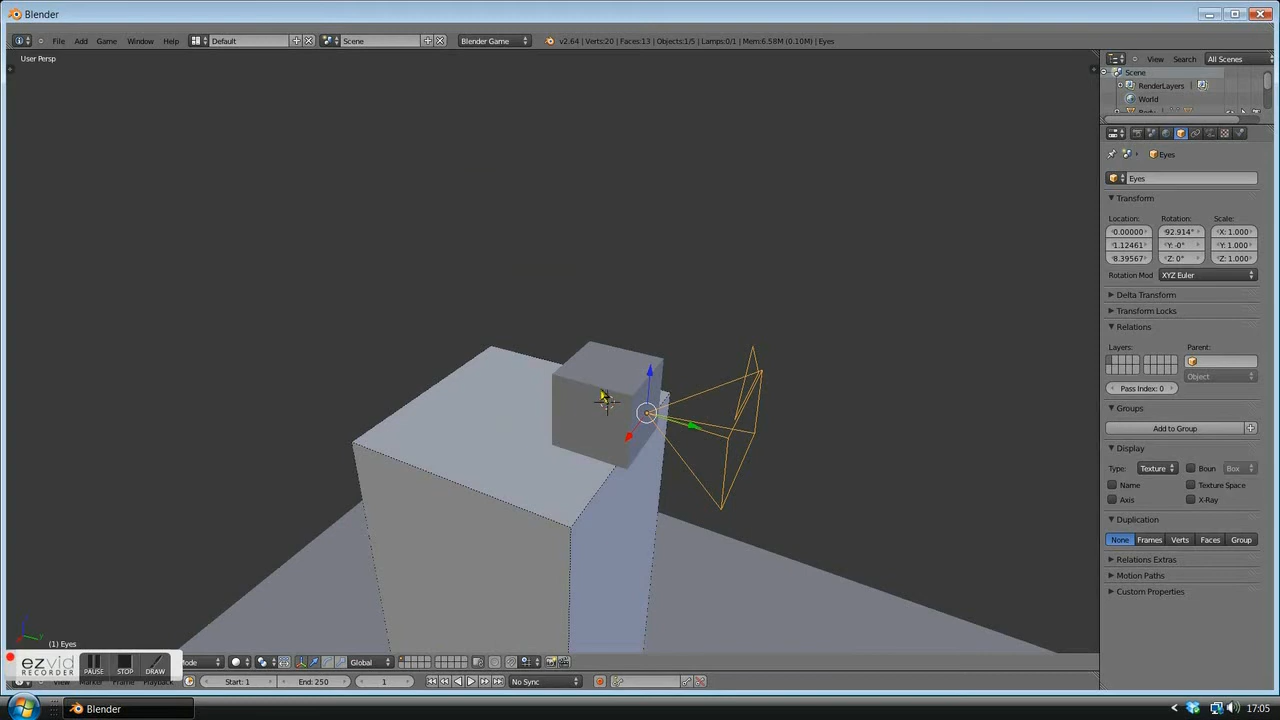 Blender
File Add Game Window Help Default Scene Blender Game v2.64 | Verts:20 | Faces:13 | Objects:1/5 | Lamps:0/1 | Mem:6.58M (0.10M) | Eyes
View Search All Scenes
User Persp
Scene
RenderLayers
World
Eyes
Eyes
Transform
Location: Rotation: Scale:
0.00000 92.914° X: 1.000
1.12461 Y: -0° Y: 1.000
8.39567 Z: 0° Z: 1.000
Rotation Mod XYZ Euler
Delta Transform
Transform Locks
Relations
Layers: Parent:
Object
Pass Index: 0
Groups
Add to Group
Display
Type: Texture Boun Box
Name Texture Space
Axis X-Ray
Duplication
None Frames Verts Faces Group
Relations Extras
Motion Paths
Custom Properties
(1) Eyes
ezvid
RECORDER
PAUSE STOP DRAW
Mode Global
Start: 1 End: 250 1 No Sync
Blender 17:05